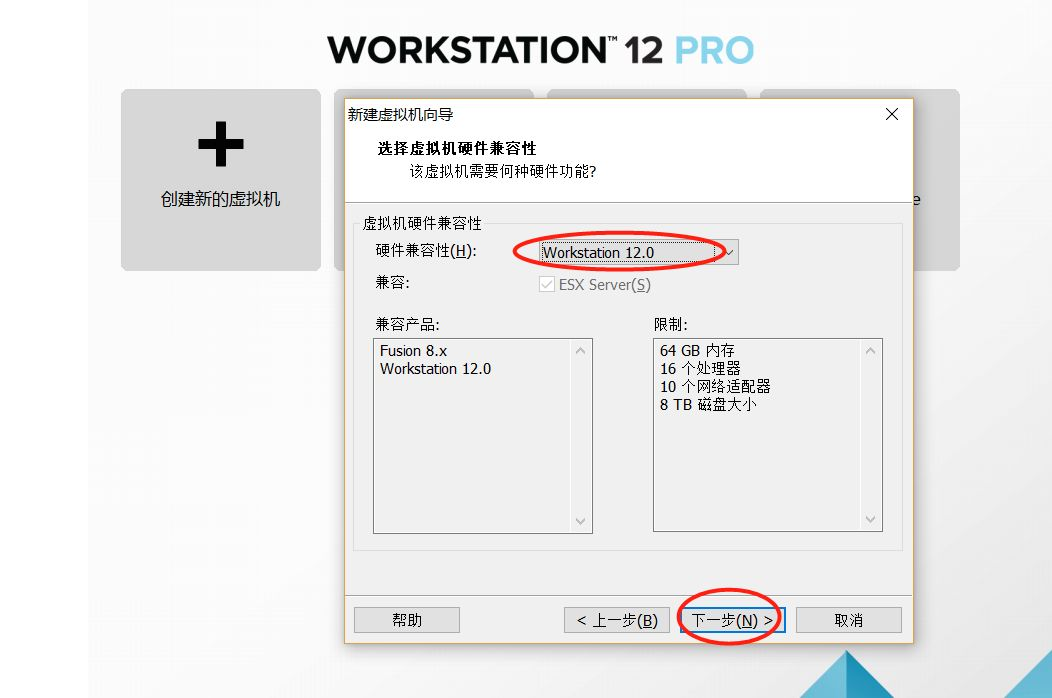 WORKSTATION™ 12 PRO
创建新的虚拟机
e
新建虚拟机向导
选择虚拟机硬件兼容性
该虚拟机需要何种硬件功能?
虚拟机硬件兼容性
硬件兼容性(H): Workstation 12.0
兼容: ESX Server(S)
兼容产品:
Fusion 8.x
Workstation 12.0
限制:
64 GB 内存
16 个处理器
10 个网络适配器
8 TB 磁盘大小
帮助 < 上一步(B) 下一步(N) > 取消